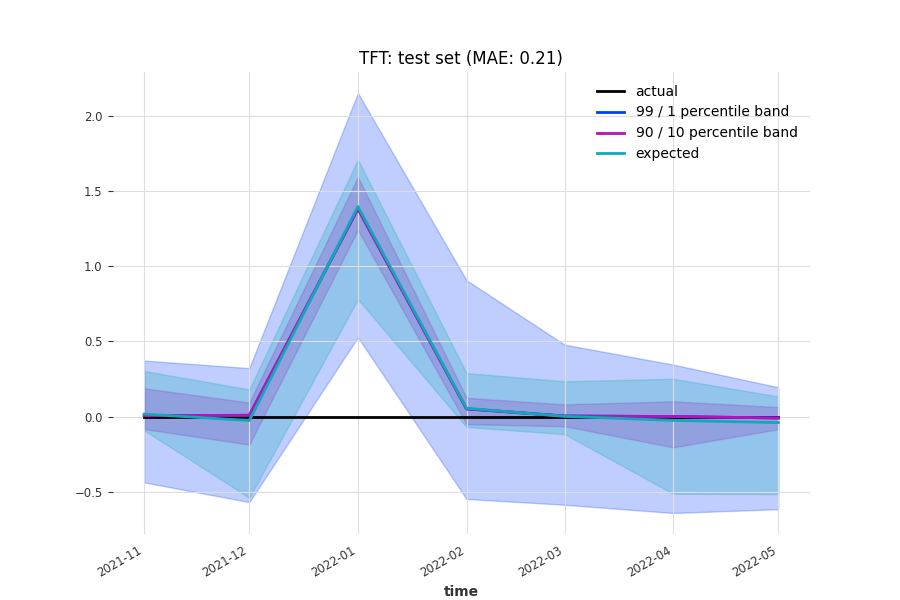 TFT: test set (MAE: 0.21)
actual
99 / 1 percentile band
90 / 10 percentile band
expected
2.0
1.5
1.0
0.5
0.0
−0.5
2021-11
2021-12
2022-01
2022-02
2022-03
2022-04
2022-05
time